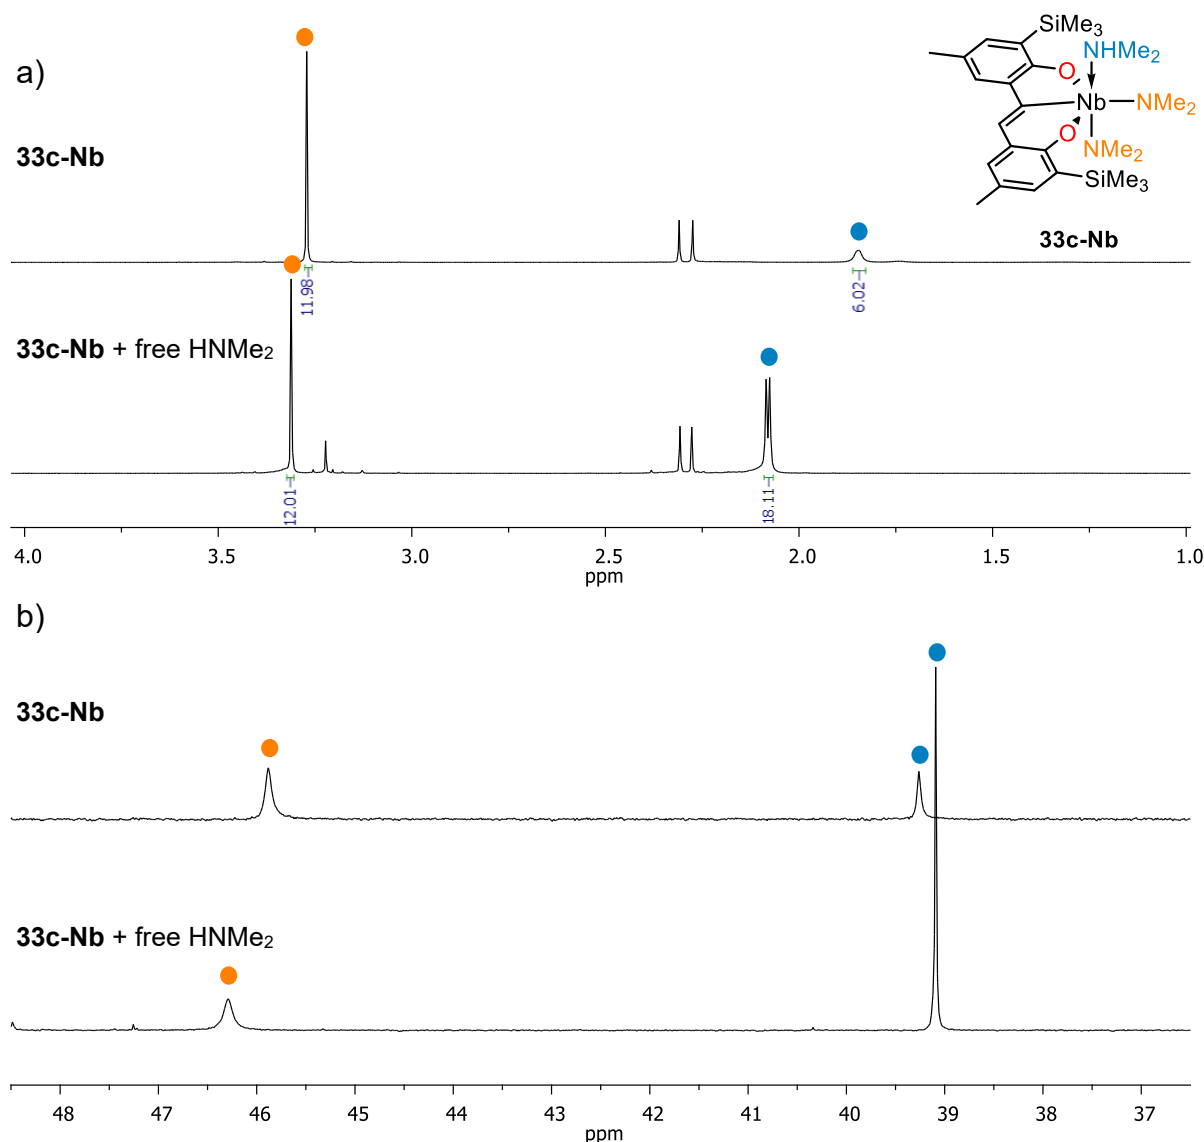 a)
SiMe3
NHMe2
O
Nb
NMe2
O
NMe2
SiMe3
33c-Nb
33c-Nb
11.98
6.02
33c-Nb + free HNMe2
12.01
18.11
4.0 3.5 3.0 2.5 2.0 1.5 1.0
ppm
b)
33c-Nb
33c-Nb + free HNMe2
48 47 46 45 44 43 42 41 40 39 38 37
ppm